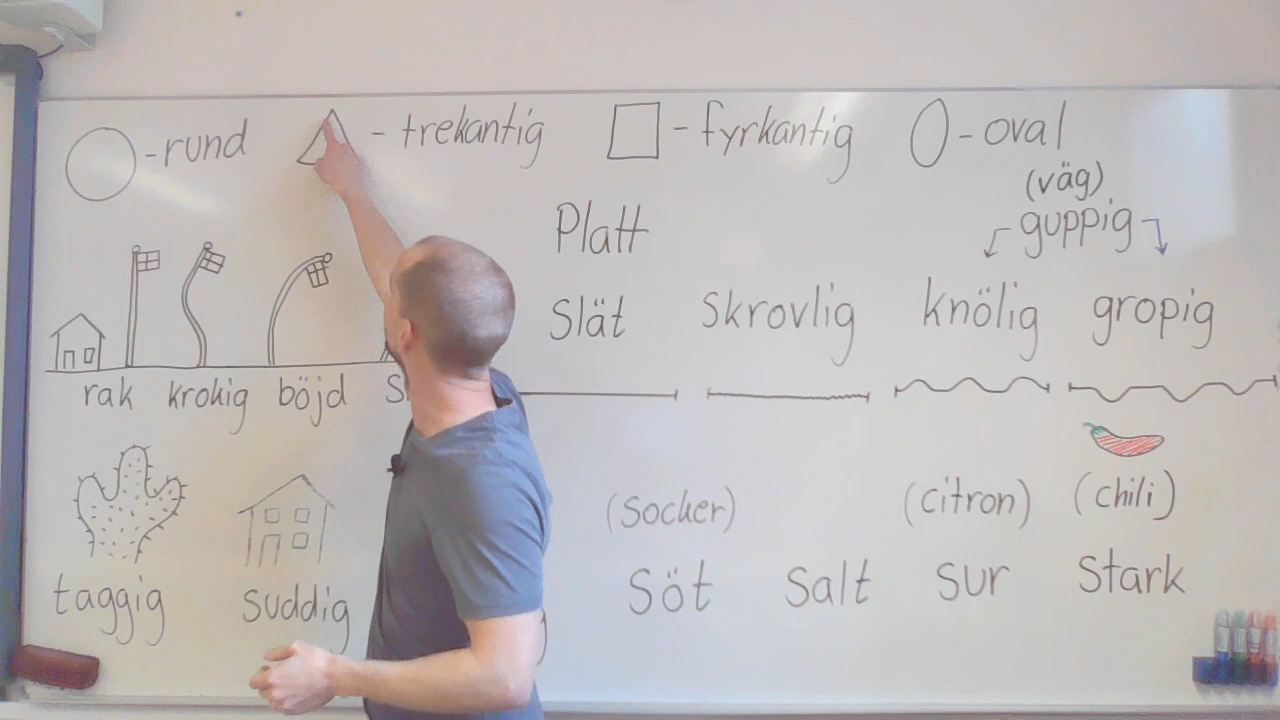 - rund - trekantig - fyrkantig - oval
(väg)
Platt guppig
Slät Skrovlig knölig gropig
rak krokig böjd
(Socker) (citron) (chili)
taggig suddig Söt Salt sur Stark